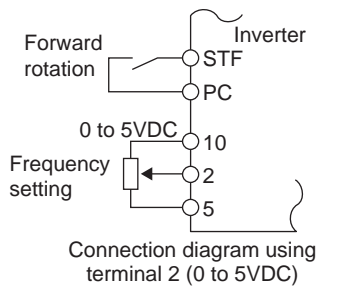 Inverter
Forward
rotation
STF
PC
0 to 5VDC
10
Frequency
setting
2
5
Connection diagram using
terminal 2 (0 to 5VDC)